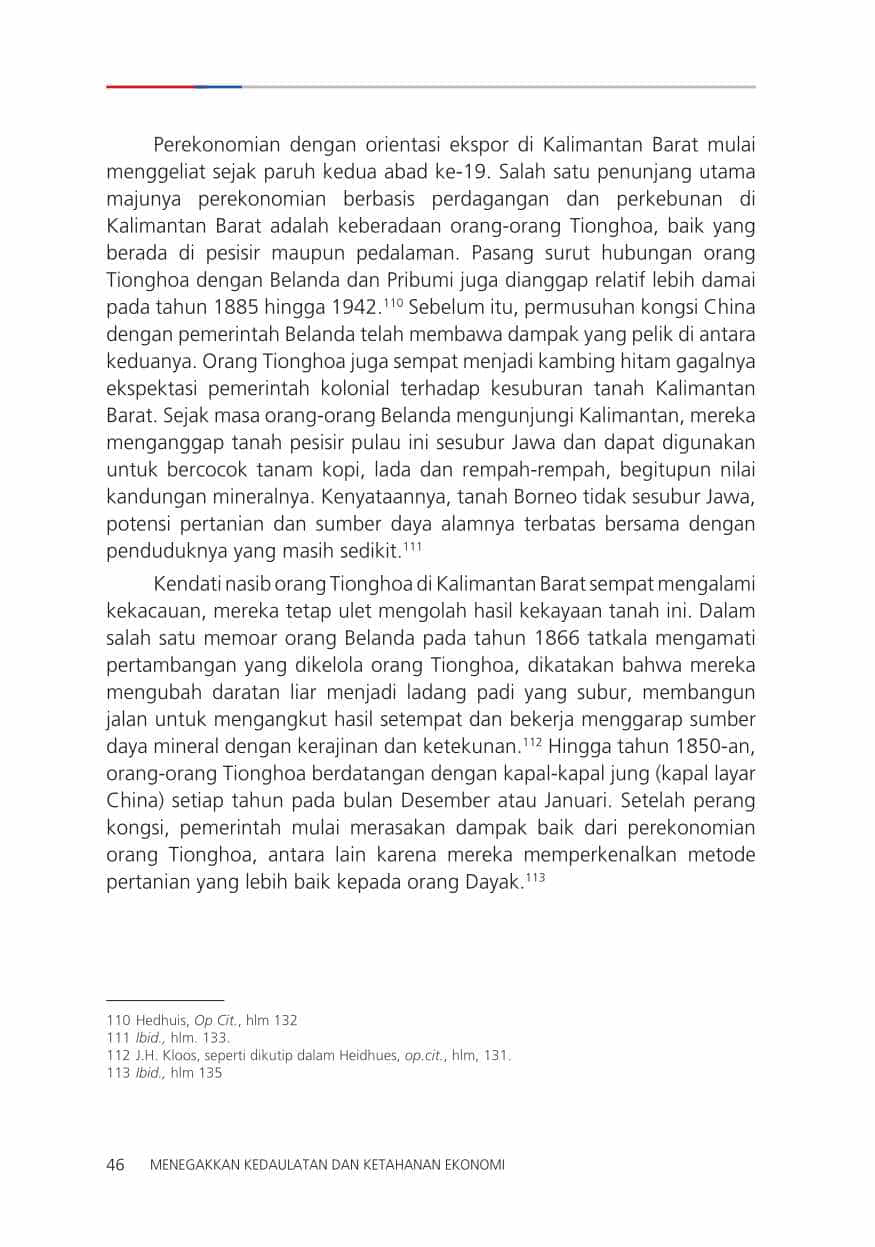 Perekonomian dengan orientasi ekspor di Kalimantan Barat mulai
menggeliat sejak paruh kedua abad ke-19. Salah satu penunjang utama
majunya perekonomian berbasis perdagangan dan perkebunan di
Kalimantan Barat adalah keberadaan orang-orang Tionghoa, baik yang
berada di pesisir maupun pedalaman. Pasang surut hubungan orang
Tionghoa dengan Belanda dan Pribumi juga dianggap relatif lebih damai
pada tahun 1885 hingga 1942.¹¹⁰ Sebelum itu, permusuhan kongsi China
dengan pemerintah Belanda telah membawa dampak yang pelik di antara
keduanya. Orang Tionghoa juga sempat menjadi kambing hitam gagalnya
ekspektasi pemerintah kolonial terhadap kesuburan tanah Kalimantan
Barat. Sejak masa orang-orang Belanda mengunjungi Kalimantan, mereka
menganggap tanah pesisir pulau ini sesubur Jawa dan dapat digunakan
untuk bercocok tanam kopi, lada dan rempah-rempah, begitupun nilai
kandungan mineralnya. Kenyataannya, tanah Borneo tidak sesubur Jawa,
potensi pertanian dan sumber daya alamnya terbatas bersama dengan
penduduknya yang masih sedikit.¹¹¹
Kendati nasib orang Tionghoa di Kalimantan Barat sempat mengalami
kekacauan, mereka tetap ulet mengolah hasil kekayaan tanah ini. Dalam
salah satu memoar orang Belanda pada tahun 1866 tatkala mengamati
pertambangan yang dikelola orang Tionghoa, dikatakan bahwa mereka
mengubah daratan liar menjadi ladang padi yang subur, membangun
jalan untuk mengangkut hasil setempat dan bekerja menggarap sumber
daya mineral dengan kerajinan dan ketekunan.¹¹² Hingga tahun 1850-an,
orang-orang Tionghoa berdatangan dengan kapal-kapal jung (kapal layar
China) setiap tahun pada bulan Desember atau Januari. Setelah perang
kongsi, pemerintah mulai merasakan dampak baik dari perekonomian
orang Tionghoa, antara lain karena mereka memperkenalkan metode
pertanian yang lebih baik kepada orang Dayak.¹¹³
110 Hedhuis, Op Cit., hlm 132
111 Ibid., hlm. 133.
112 J.H. Kloos, seperti dikutip dalam Heidhues, op.cit., hlm, 131.
113 Ibid., hlm 135
46 MENEGAKKAN KEDAULATAN DAN KETAHANAN EKONOMI